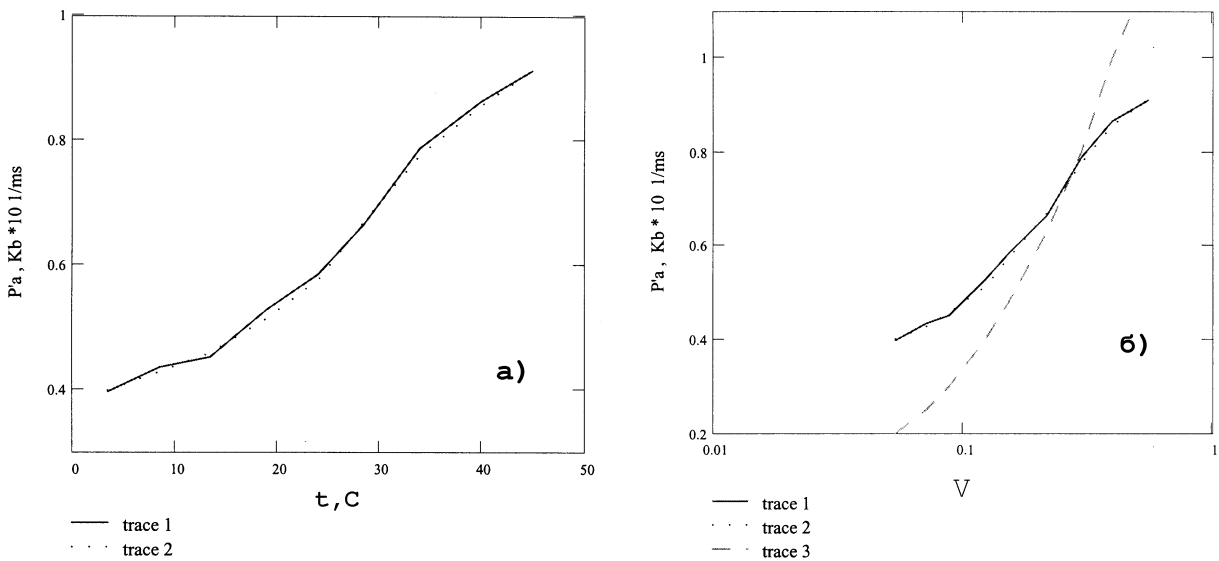 1
0.8
0.6
0.4
0
10
20
30
40
50
P'a , Kb *10 1/ms
t,C
а)
trace 1
trace 2
1
0.8
0.6
0.4
0.2
0.01
0.1
1
P'a , Kb * 10 1/ms
V
б)
trace 1
trace 2
trace 3